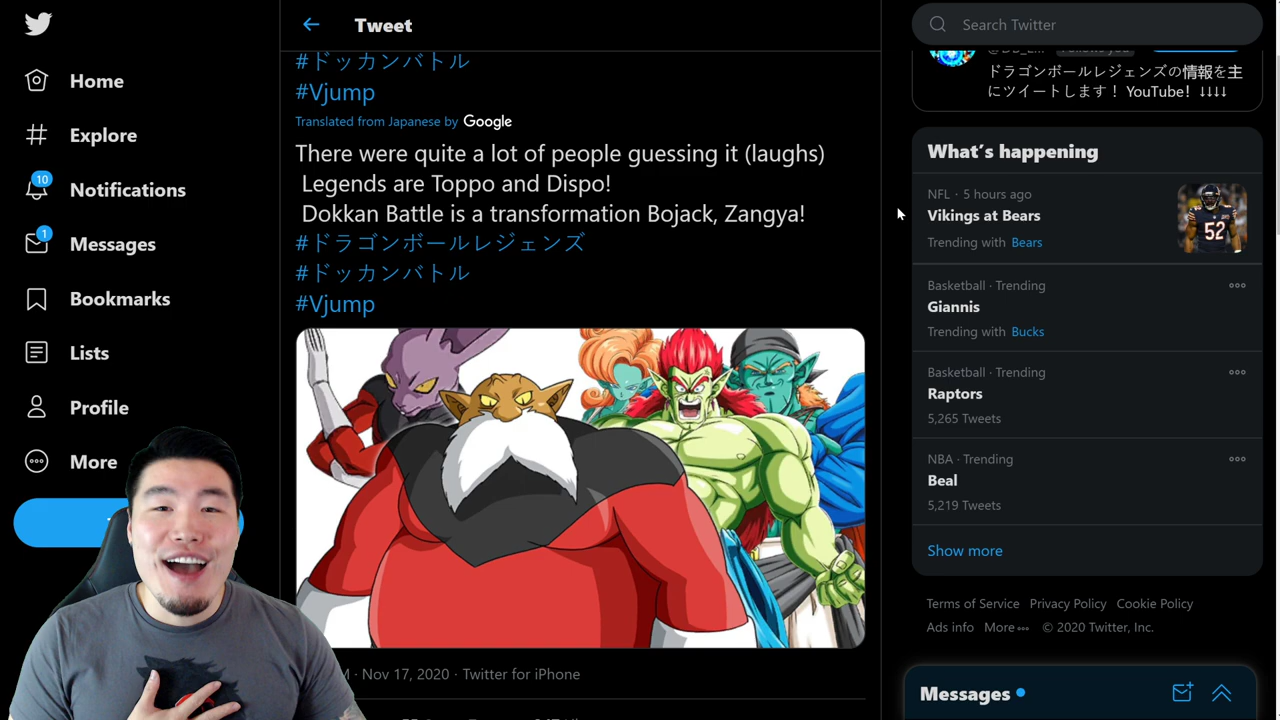 Home
Explore
10
Notifications
1
Messages
Bookmarks
Lists
Profile
More
Tweet
#ドッカンバトル
#Vjump
Translated from Japanese by Google
There were quite a lot of people guessing it (laughs)
Legends are Toppo and Dispo!
Dokkan Battle is a transformation Bojack, Zangya!
#ドラゴンボールレジェンズ
#ドッカンバトル
#Vjump
· Nov 17, 2020 · Twitter for iPhone
Search Twitter
ドラゴンボールレジェンズの情報を主
にツイートします！ YouTube！↓↓↓↓
What's happening
NFL · 5 hours ago
Vikings at Bears
52
Trending with Bears
Basketball · Trending
Giannis
Trending with Bucks
Basketball · Trending
Raptors
5,265 Tweets
NBA · Trending
Beal
5,219 Tweets
Show more
Terms of Service Privacy Policy Cookie Policy
Ads info More © 2020 Twitter, Inc.
Messages